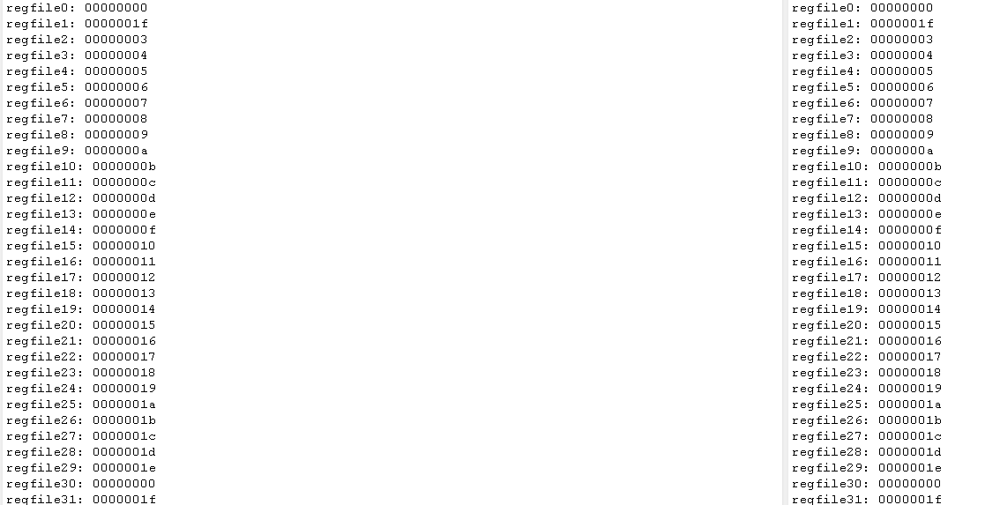 regfile0: 00000000
regfile1: 0000001f
regfile2: 00000003
regfile3: 00000004
regfile4: 00000005
regfile5: 00000006
regfile6: 00000007
regfile7: 00000008
regfile8: 00000009
regfile9: 0000000a
regfile10: 0000000b
regfile11: 0000000c
regfile12: 0000000d
regfile13: 0000000e
regfile14: 0000000f
regfile15: 00000010
regfile16: 00000011
regfile17: 00000012
regfile18: 00000013
regfile19: 00000014
regfile20: 00000015
regfile21: 00000016
regfile22: 00000017
regfile23: 00000018
regfile24: 00000019
regfile25: 0000001a
regfile26: 0000001b
regfile27: 0000001c
regfile28: 0000001d
regfile29: 0000001e
regfile30: 00000000
regfile31: 0000001f
regfile0: 00000000
regfile1: 0000001f
regfile2: 00000003
regfile3: 00000004
regfile4: 00000005
regfile5: 00000006
regfile6: 00000007
regfile7: 00000008
regfile8: 00000009
regfile9: 0000000a
regfile10: 0000000b
regfile11: 0000000c
regfile12: 0000000d
regfile13: 0000000e
regfile14: 0000000f
regfile15: 00000010
regfile16: 00000011
regfile17: 00000012
regfile18: 00000013
regfile19: 00000014
regfile20: 00000015
regfile21: 00000016
regfile22: 00000017
regfile23: 00000018
regfile24: 00000019
regfile25: 0000001a
regfile26: 0000001b
regfile27: 0000001c
regfile28: 0000001d
regfile29: 0000001e
regfile30: 00000000
regfile31: 0000001f